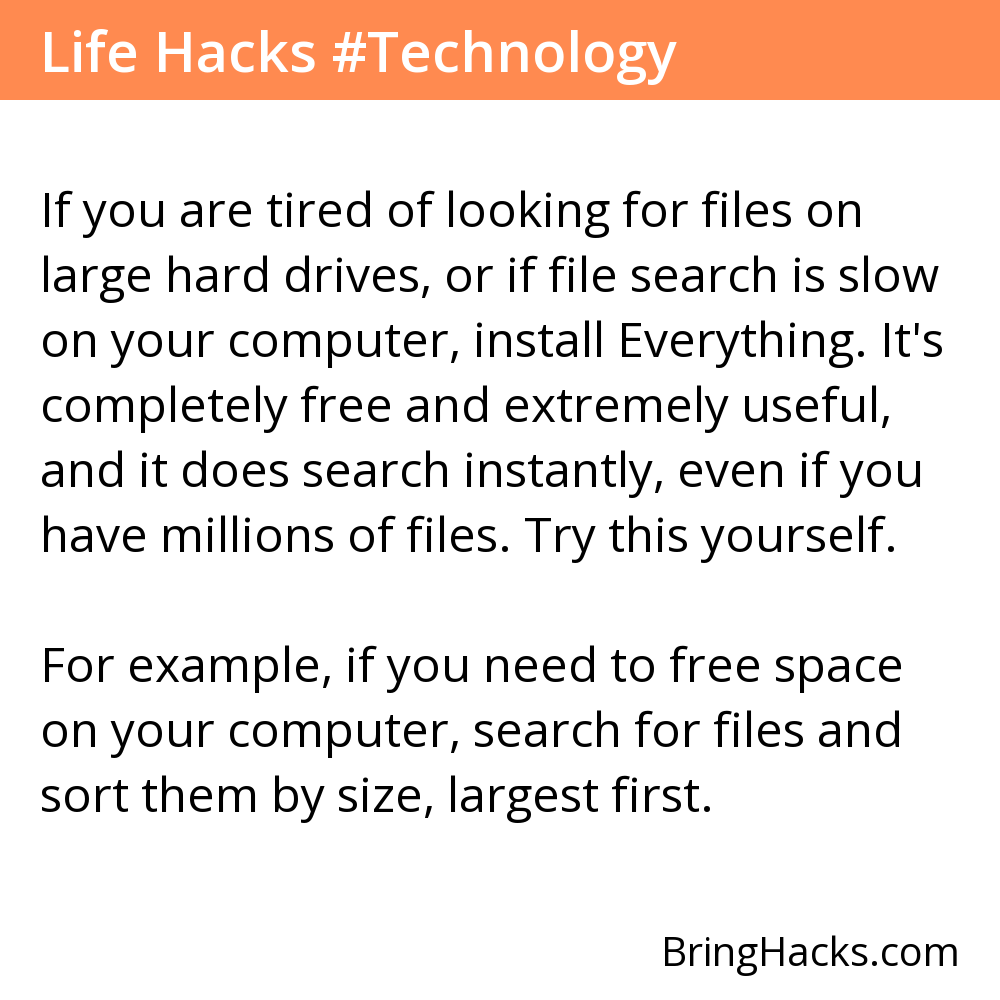 Life Hacks #Technology
If you are tired of looking for files on
large hard drives, or if file search is slow
on your computer, install Everything. It's
completely free and extremely useful,
and it does search instantly, even if you
have millions of files. Try this yourself.
For example, if you need to free space
on your computer, search for files and
sort them by size, largest first.
BringHacks.com